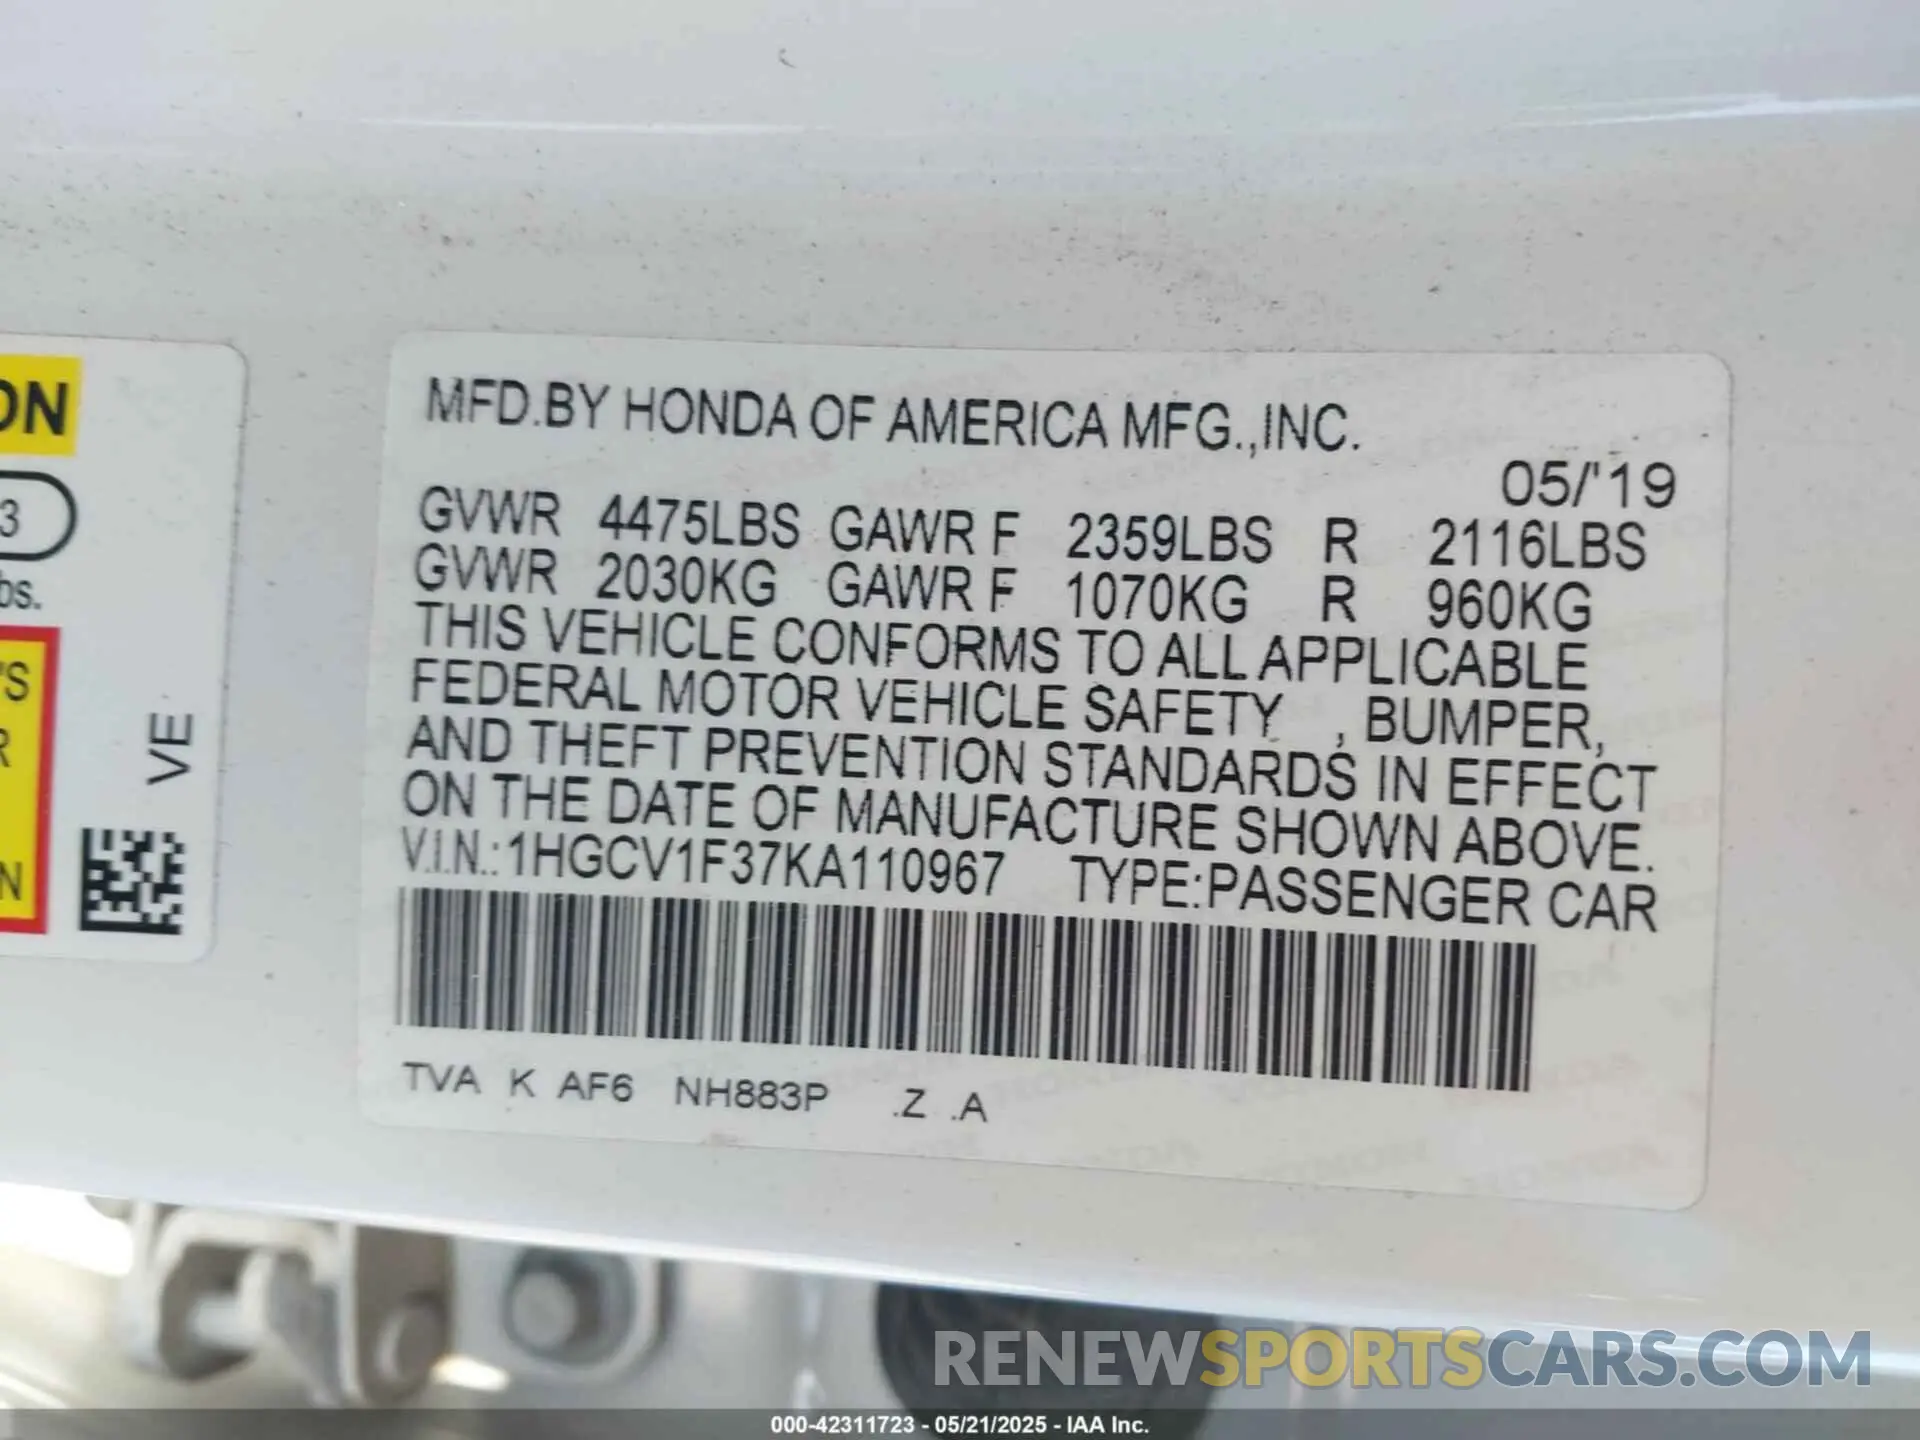 MFD.BY HONDA OF AMERICA MFG.,INC.
05/'19
GVWR 4475LBS GAWR F 2359LBS R 2116LBS
GVWR 2030KG GAWR F 1070KG R 960KG
THIS VEHICLE CONFORMS TO ALL APPLICABLE
FEDERAL MOTOR VEHICLE SAFETY , BUMPER,
AND THEFT PREVENTION STANDARDS IN EFFECT
ON THE DATE OF MANUFACTURE SHOWN ABOVE.
V.I.N.:1HGCV1F37KA110967 TYPE:PASSENGER CAR
TVA K AF6 NH883P .Z .A
ON
3
bs.
'S
R
N
VE
RENEWSPORTSCARS.COM
000-42311723 - 05/21/2025 - IAA Inc.